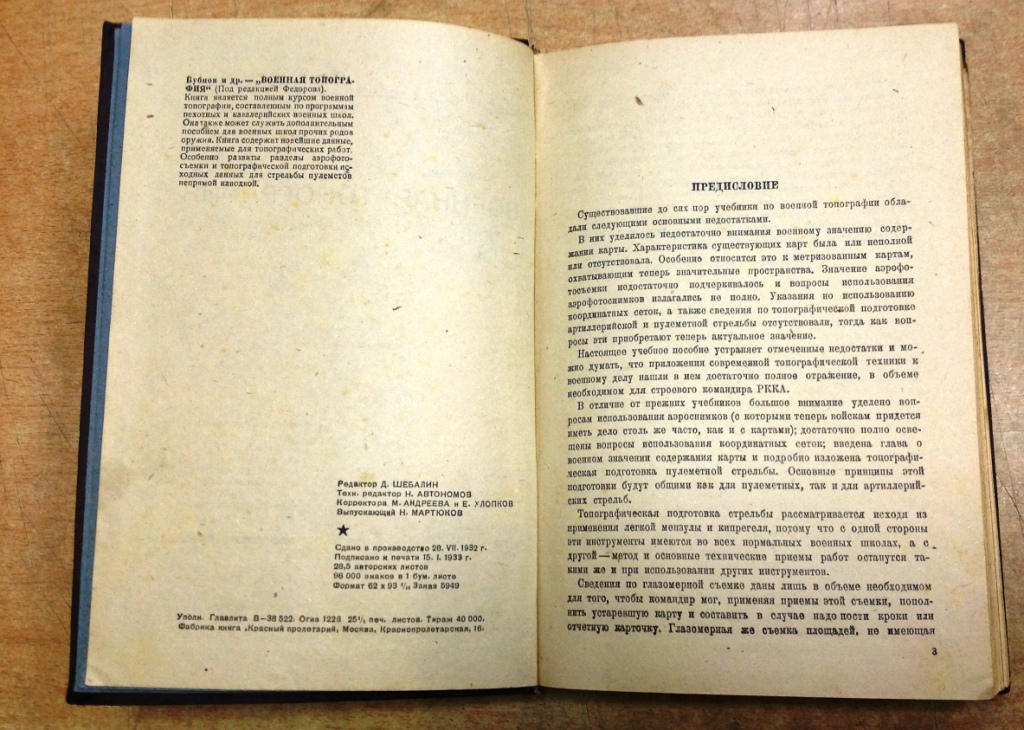 Бубнов и др. — „ВОЕННАЯ ТОПОГРА-
ФИЯ“ (Под редакцией Федорова).
Книга является полным курсом военной
топографии, составленным по программам
пехотных и кавалерийских военных школ.
Она также может служить дополнительным
пособием для военных школ прочих родов
оружия. Книга содержит новейшие данные,
применяемые для топографических работ.
Особенно развиты разделы аэрофото-
съемки и топографической подготовки ис-
ходных данных для стрельбы пулеметов
непрямой наводкой.
Редактор Д. ШЕБАЛИН
Техн. редактор Н. АВТОНОМОВ
Корректора М. АНДРЕЕВА и Е. ХЛОПКОВ
Выпускающий Н. МАРТЮКОВ
Сдано в производство 28. VII. 1932 г.
Подписано к печати 15. I. 1933 г.
28,5 авторских листов
96 000 знаков в 1 бум. листе
Формат 62 x 93 Заказ 5949
Уполн. Главлита В—38 522. Огиз 1228 печ. листов. Тираж 40 000.
Фабрика книга „Красный пролетарий, Москва, Краснопролетарская, 16.
ПРЕДИСЛОВИЕ
Существовавшие до сих пор учебники по военной топографии обла-
дали следующими основными недостатками.
В них уделялось недостаточно внимания военному значению содер-
жания карты. Характеристика существующих карт была или неполной
или отсутствовала. Особенно относится это к метризованным картам,
охватывающим теперь значительные пространства. Значение аэрофо-
тосъемки недостаточно подчеркивалось и вопросы использования
аэрофотоснимков излагались не полно. Указания по использованию
координатных сеток, а также сведения по топографической подготовке
артиллерийской и пулеметной стрельбы отсутствовали, тогда как воп-
росы эти приобретают теперь актуальное значение.
Настоящее учебное пособие устраняет отмеченные недостатки и мо-
жно думать, что приложения современной топографической техники к
военному делу нашли в нем достаточно полное отражение, в объеме
необходимом для строевого командира РККА.
В отличие от прежних учебников большое внимание уделено воп-
росам использования аэроснимков (с которыми теперь войскам придется
иметь дело столь же часто, как и с картами); достаточно полно осве-
щены вопросы использования координатных сеток; введена глава о
военном значении содержания карты и подробно изложена топографи-
ческая подготовка пулеметной стрельбы. Основные принципы этой
подготовки будут общими как для пулеметных, так и для артиллерий-
ских стрельб.
Топографическая подготовка стрельбы рассматривается исходя из
применения легкой мензулы и кипрегеля, потому что с одной стороны
эти инструменты имеются во всех нормальных военных школах, а с
другой — метод и основные технические приемы работ останутся та-
кими же и при использовании других инструментов.
Сведения по глазомерной съемке даны лишь в объеме необходимом
для того, чтобы командир мог, применяя приемы этой съемки, попол-
нить устаревшую карту и составить в случае надо пости кроки или
отчетную карточку. Глазомерная же съемка площадей, не имеющая
3